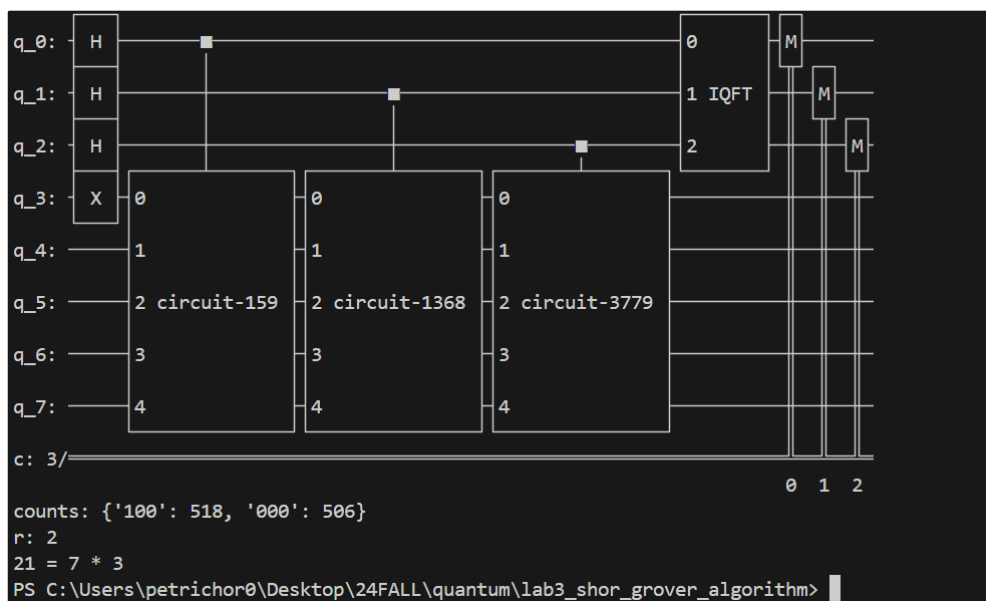 q_0: H 0 M
q_1: H 1 IQFT M
q_2: H 2 M
q_3: X 0 0 0
q_4: 1 1 1
q_5: 2 circuit-159 2 circuit-1368 2 circuit-3779
q_6: 3 3 3
q_7: 4 4 4
c: 3/
0 1 2
counts: {'100': 518, '000': 506}
r: 2
21 = 7 * 3
PS C:\Users\petrichor0\Desktop\24FALL\quantum\lab3_shor_grover_algorithm>